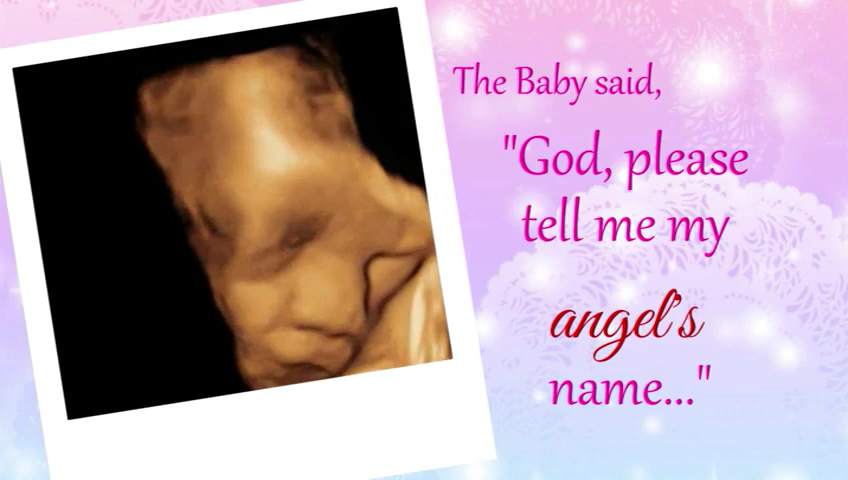 The Baby said,
"God, please
tell me my
angel's
name..."